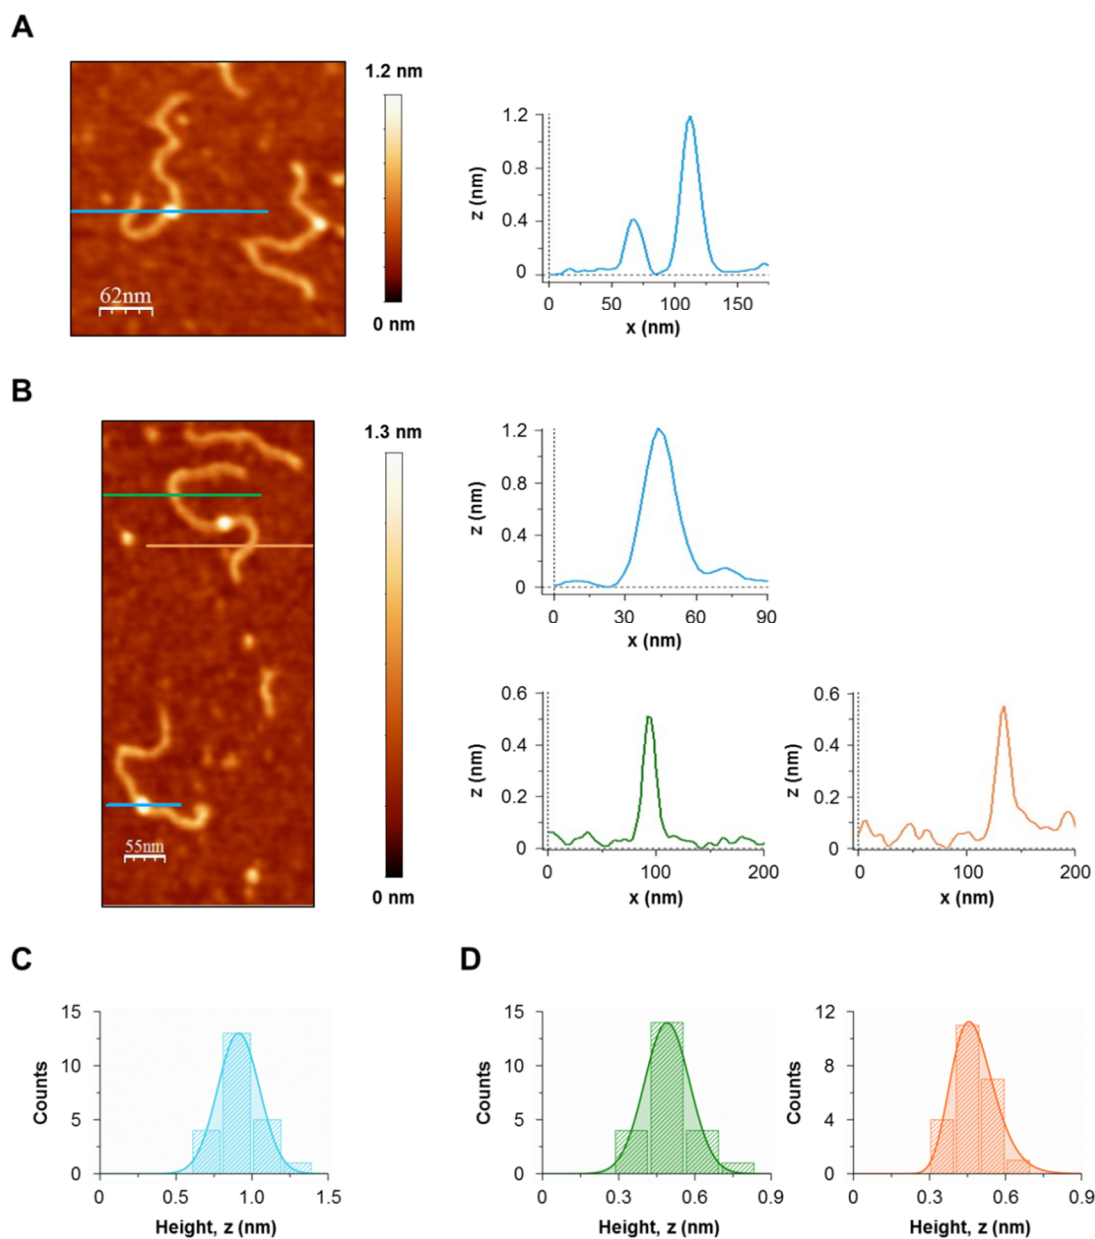 A
1.2 nm
0 nm
62nm
1.2
0.8
0.4
0
z (nm)
0 50 100 150
x (nm)
B
1.3 nm
0 nm
55nm
1.2
0.8
0.4
0
z (nm)
0 30 60 90
x (nm)
0.6
0.4
0.2
0
z (nm)
0 100 200
x (nm)
0.6
0.4
0.2
0
z (nm)
0 100 200
x (nm)
C
15
10
5
0
Counts
0 0.5 1.0 1.5
Height, z (nm)
D
15
10
5
0
Counts
0 0.3 0.6 0.9
Height, z (nm)
12
8
4
0
Counts
0 0.3 0.6 0.9
Height, z (nm)